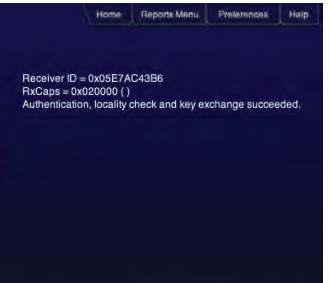 Home Reports Menu Preferences Help
Receiver ID = 0x05E7AC43B6
RxCaps = 0x020000 ( )
Authentication, locality check and key exchange succeeded.